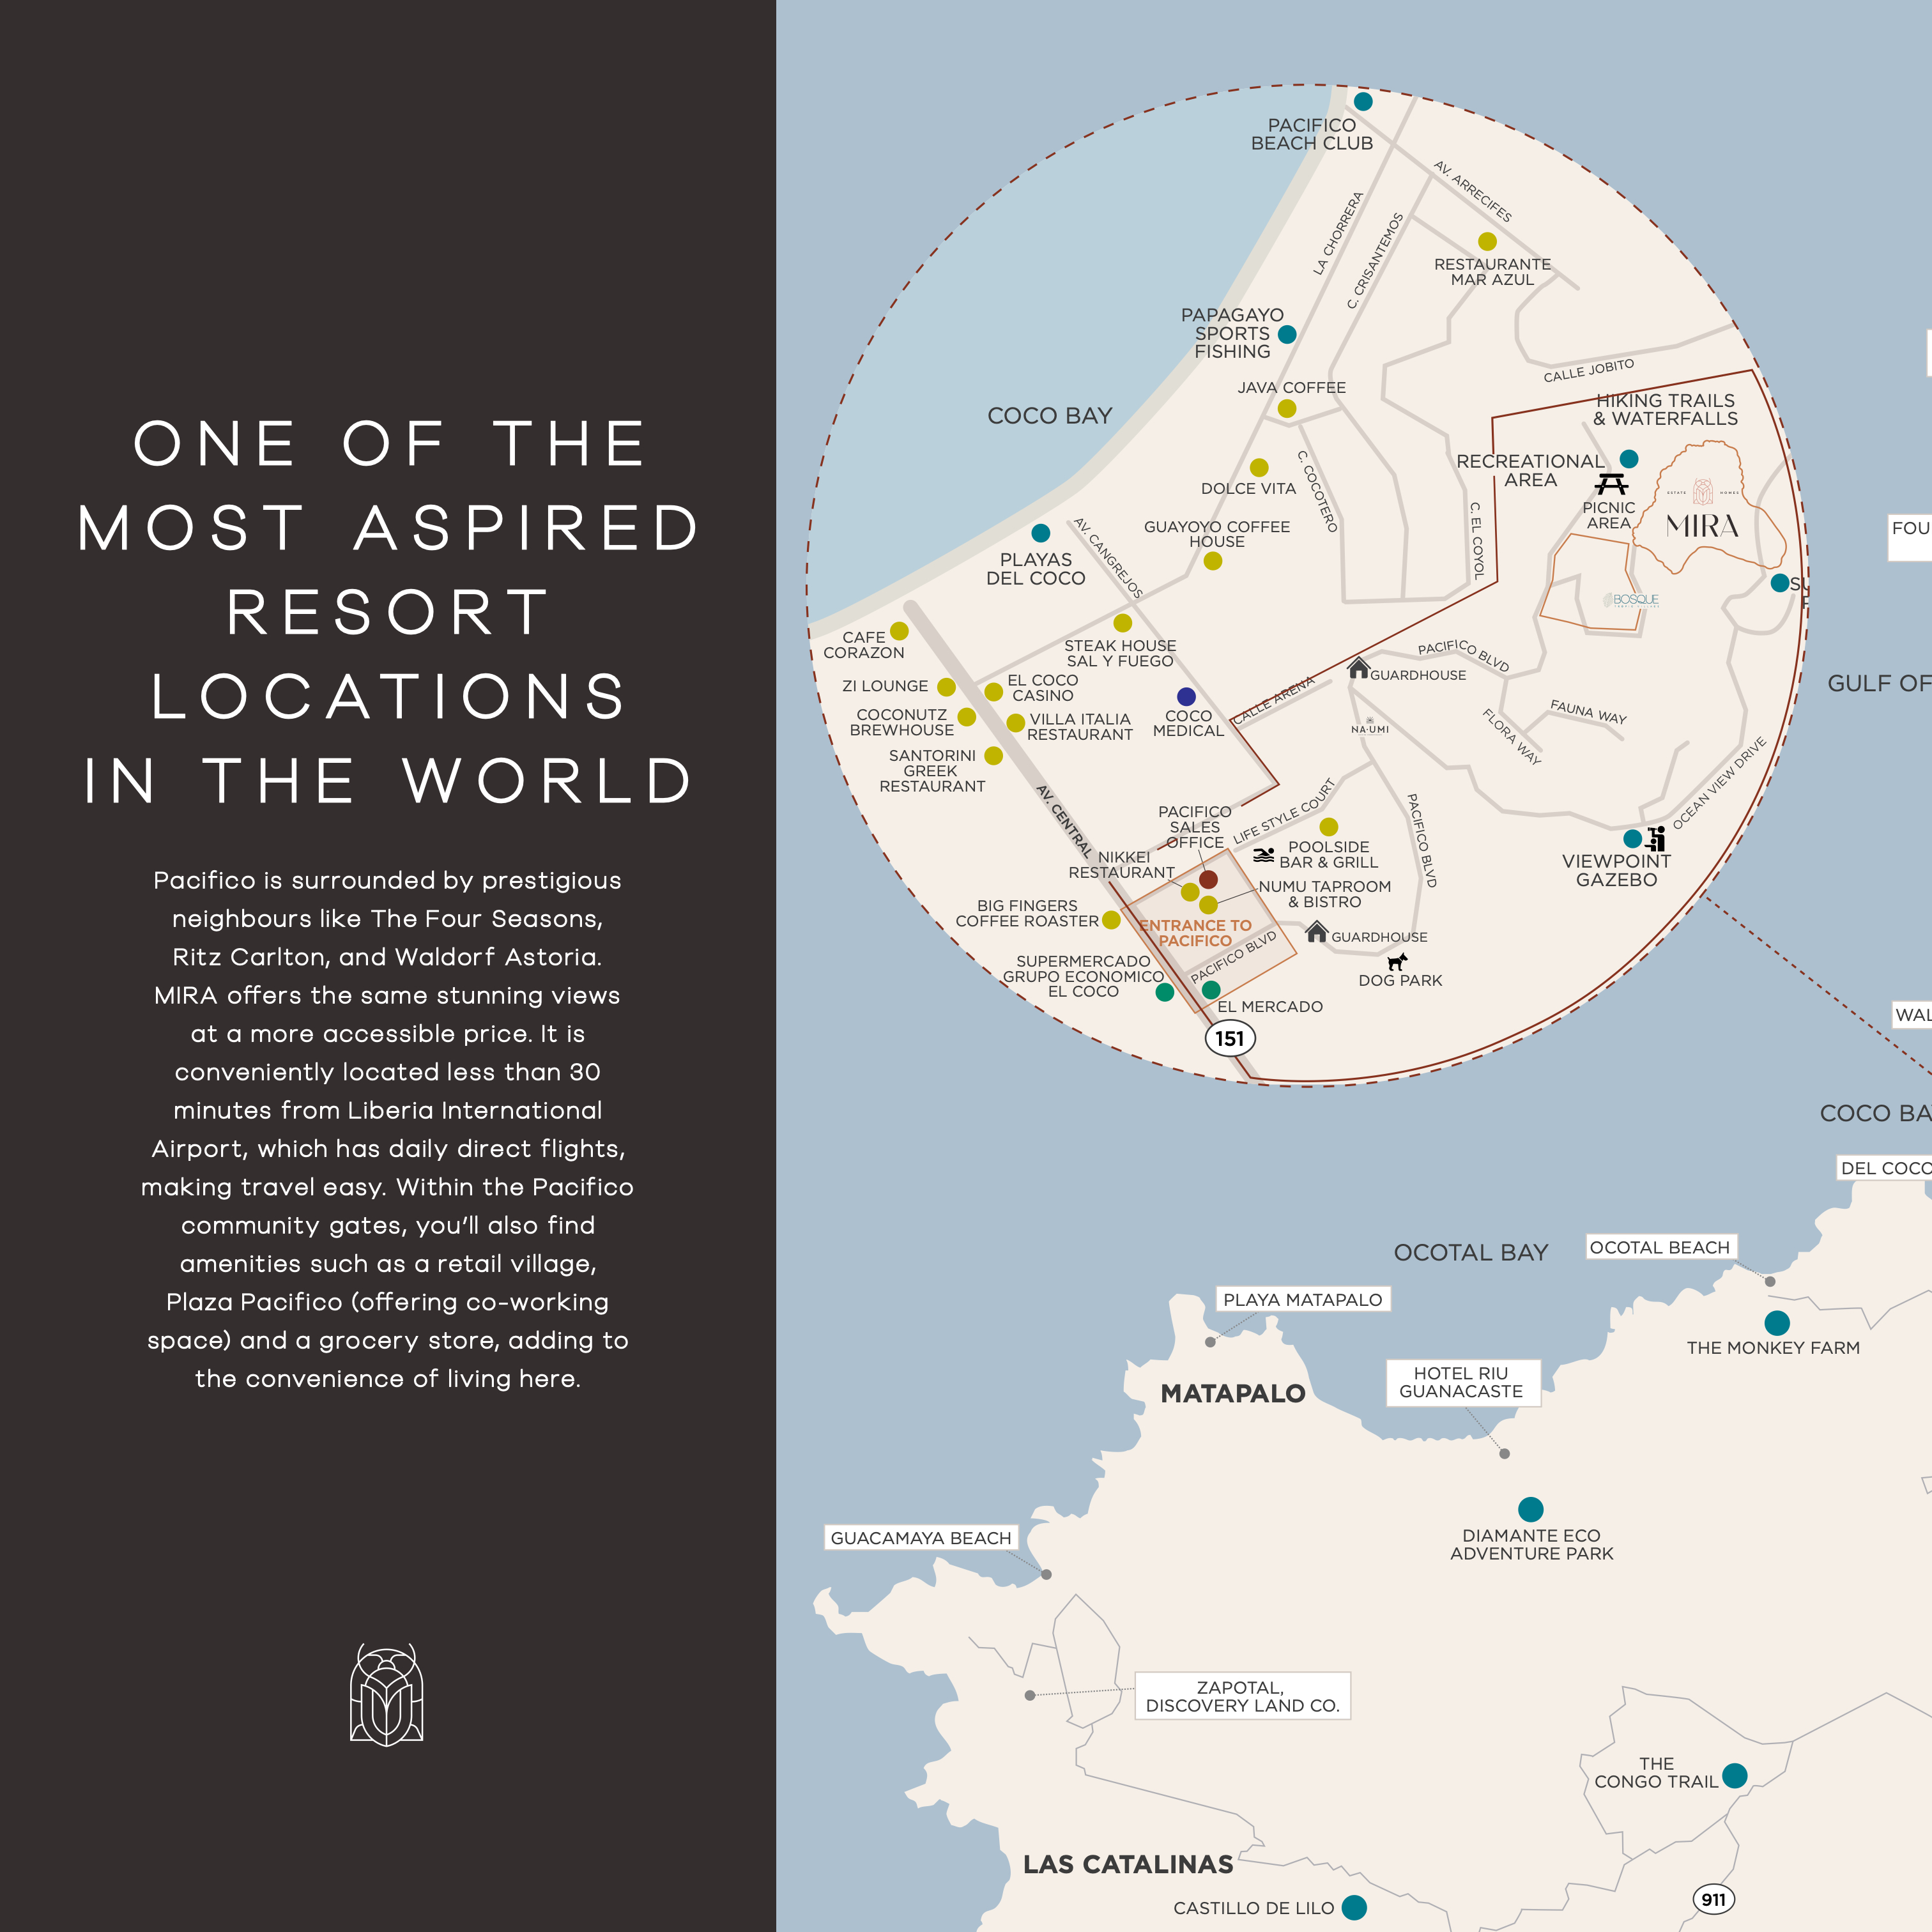 ONE OF THE
MOST ASPIRED
RESORT
LOCATIONS
IN THE WORLD
Pacifico is surrounded by prestigious
neighbours like The Four Seasons,
Ritz Carlton, and Waldorf Astoria.
MIRA offers the same stunning views
at a more accessible price. It is
conveniently located less than 30
minutes from Liberia International
Airport, which has daily direct flights,
making travel easy. Within the Pacifico
community gates, you'll also find
amenities such as a retail village,
Plaza Pacifico (offering co-working
space) and a grocery store, adding to
the convenience of living here.
PACIFICO
BEACH CLUB
AV. ARRECIFES
LA CHORRERA
C. CRISANTEMOS
RESTAURANTE
MAR AZUL
PAPAGAYO
SPORTS
FISHING
CALLE JOBITO
JAVA COFFEE
COCO BAY
HIKING TRAILS
& WATERFALLS
RECREATIONAL
AREA
PICNIC
AREA
ESTATE HOMES
MIRA
DOLCE VITA
C. COCOTERO
C. EL COYOL
GUAYOYO COFFEE
HOUSE
AV. CANGREJOS
PLAYAS
DEL COCO
BOSQUE
CAFE
CORAZON
STEAK HOUSE
SAL Y FUEGO
PACIFICO BLVD
GUARDHOUSE
ZI LOUNGE
EL COCO
CASINO
CALLE ARENA
COCONUTZ
BREWHOUSE
VILLA ITALIA
RESTAURANT
COCO
MEDICAL
NA·UMI
FLORA WAY
FAUNA WAY
SANTORINI
GREEK
RESTAURANT
AV. CENTRAL
OCEAN VIEW DRIVE
PACIFICO
SALES
OFFICE
LIFE STYLE COURT
PACIFICO BLVD
POOLSIDE
BAR & GRILL
VIEWPOINT
GAZEBO
NIKKEI
RESTAURANT
NUMU TAPROOM
& BISTRO
BIG FINGERS
COFFEE ROASTER
ENTRANCE TO
PACIFICO
PACIFICO BLVD
GUARDHOUSE
DOG PARK
SUPERMERCADO
GRUPO ECONOMICO
EL COCO
EL MERCADO
151
FOU
GULF OF
WAL
COCO BA
DEL COCO
OCOTAL BAY
OCOTAL BEACH
PLAYA MATAPALO
THE MONKEY FARM
MATAPALO
HOTEL RIU
GUANACASTE
DIAMANTE ECO
ADVENTURE PARK
GUACAMAYA BEACH
ZAPOTAL,
DISCOVERY LAND CO.
THE
CONGO TRAIL
LAS CATALINAS
CASTILLO DE LILO
911